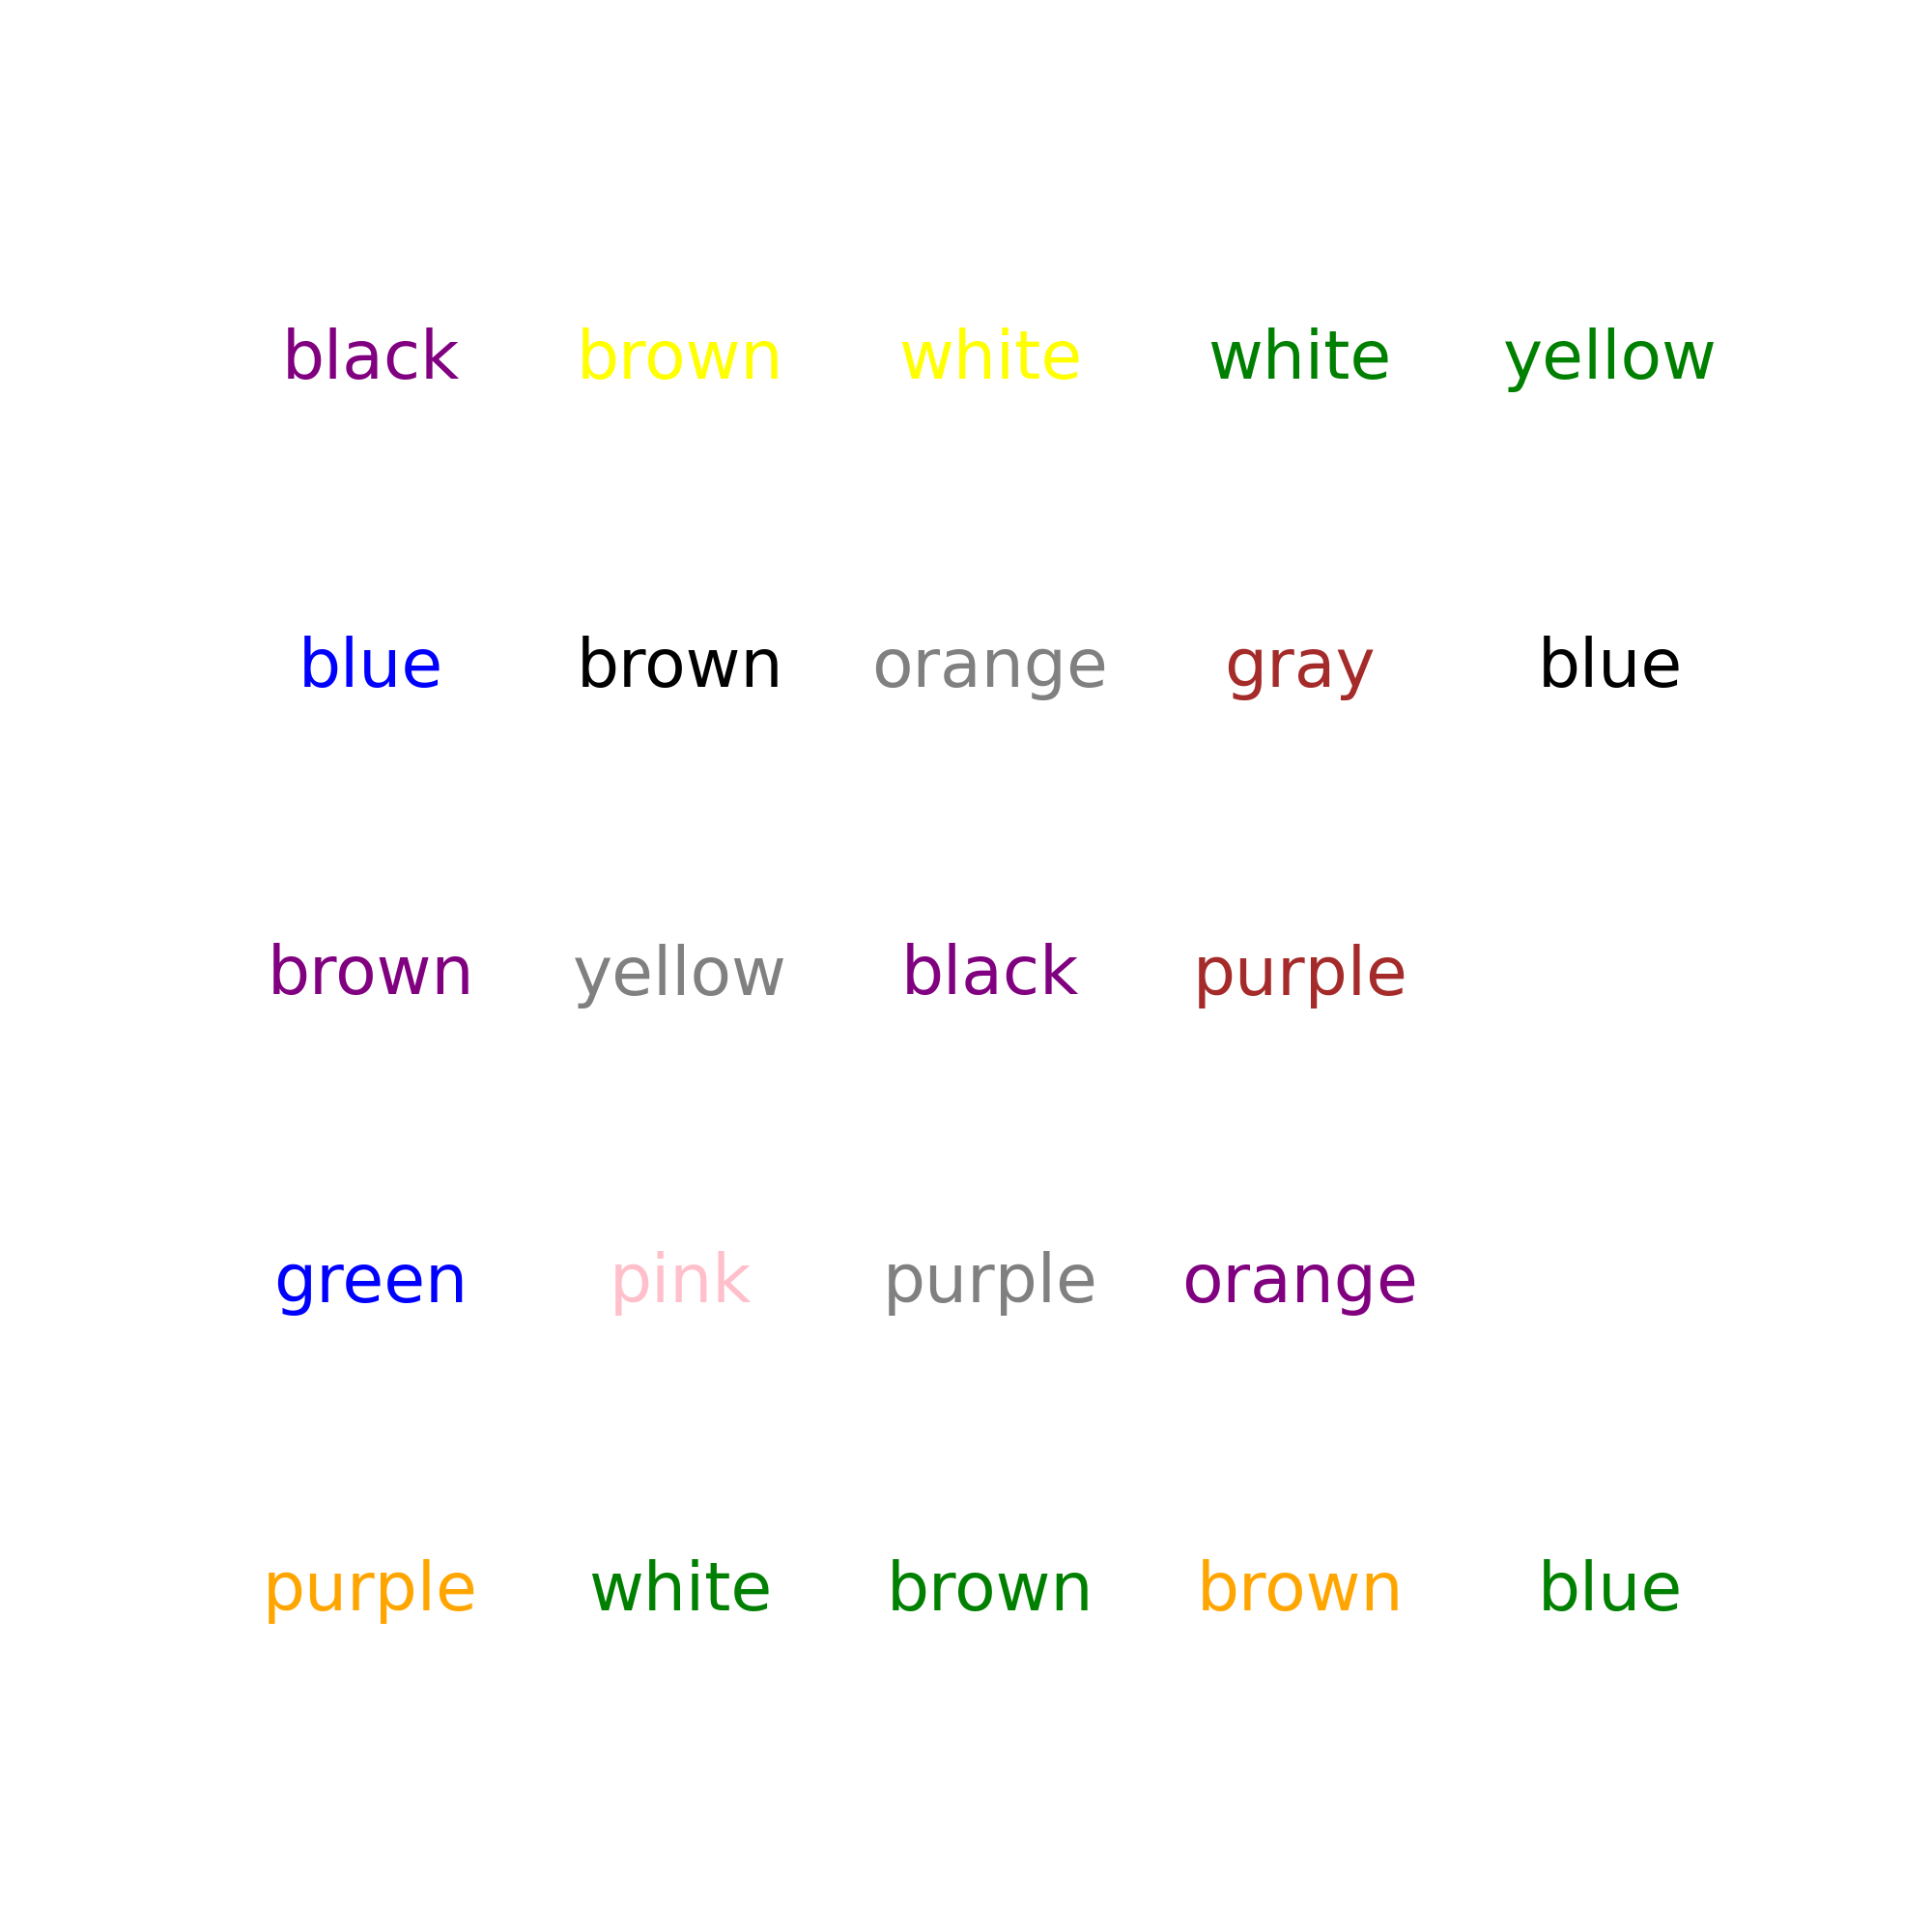 black brown white white yellow
blue brown orange gray blue
brown yellow black purple
green pink purple orange
purple white brown brown blue